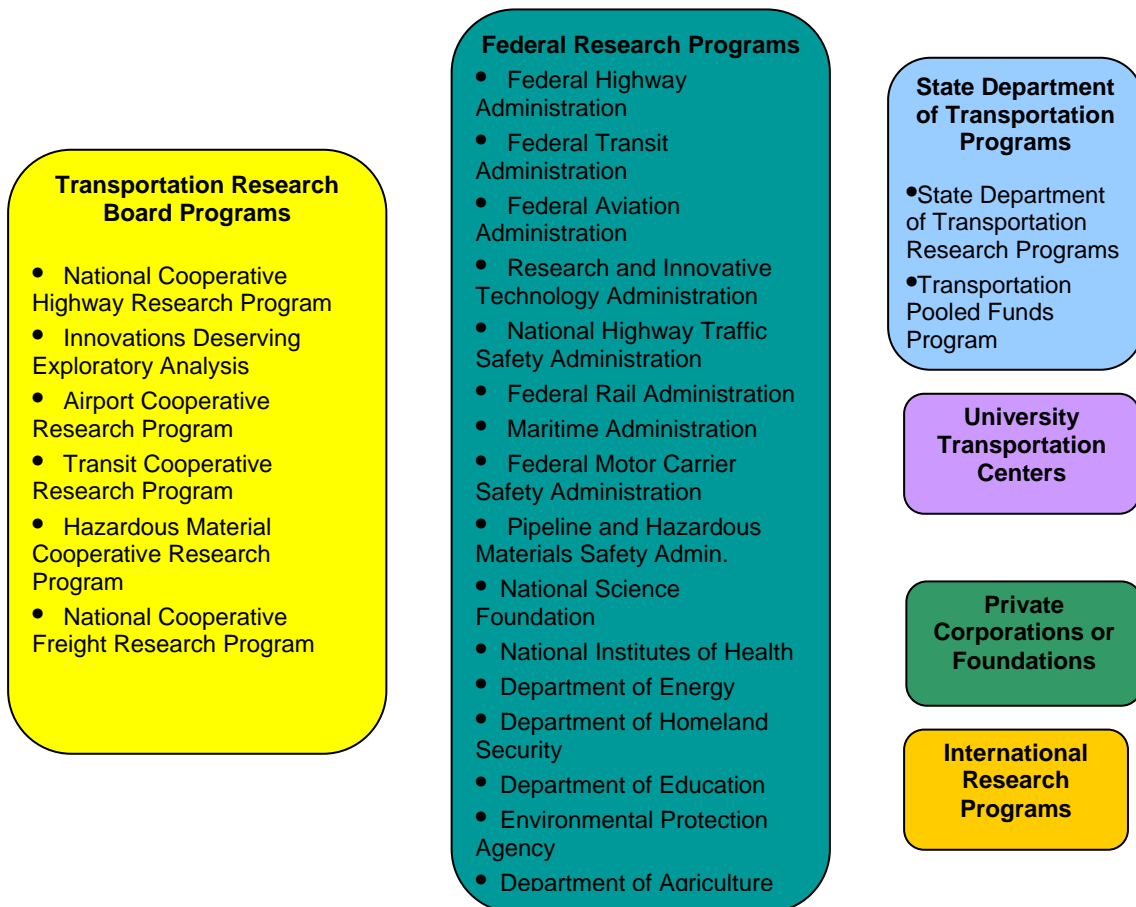 Transportation Research
Board Programs
• National Cooperative
Highway Research Program
• Innovations Deserving
Exploratory Analysis
• Airport Cooperative
Research Program
• Transit Cooperative
Research Program
• Hazardous Material
Cooperative Research
Program
• National Cooperative
Freight Research Program
Federal Research Programs
• Federal Highway
Administration
• Federal Transit
Administration
• Federal Aviation
Administration
• Research and Innovative
Technology Administration
• National Highway Traffic
Safety Administration
• Federal Rail Administration
• Maritime Administration
• Federal Motor Carrier
Safety Administration
• Pipeline and Hazardous
Materials Safety Admin.
• National Science
Foundation
• National Institutes of Health
• Department of Energy
• Department of Homeland
Security
• Department of Education
• Environmental Protection
Agency
• Department of Agriculture
State Department
of Transportation
Programs
•State Department
of Transportation
Research Programs
•Transportation
Pooled Funds
Program
University
Transportation
Centers
Private
Corporations or
Foundations
International
Research
Programs